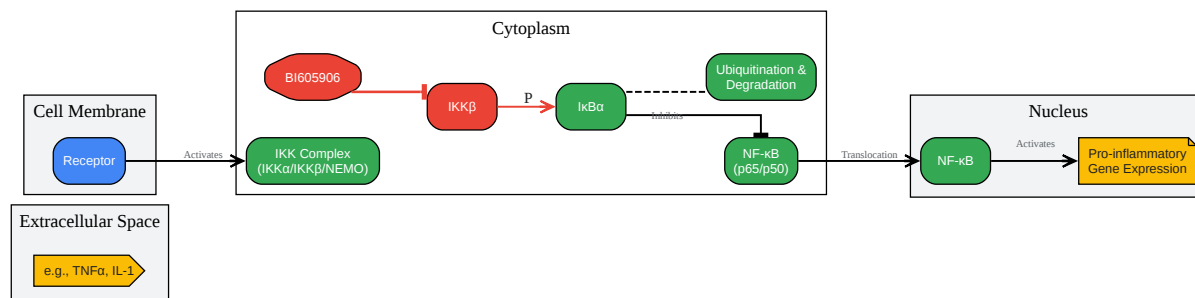 Cytoplasm
BI605906
Ubiquitination &
Degradation
IKKβ
P
IκBα
Inhibits
Cell Membrane
Receptor
Activates
IKK Complex
(IKKα/IKKβ/NEMO)
NF-κB
(p65/p50)
Translocation
Nucleus
NF-κB
Activates
Pro-inflammatory
Gene Expression
Extracellular Space
e.g., TNFα, IL-1